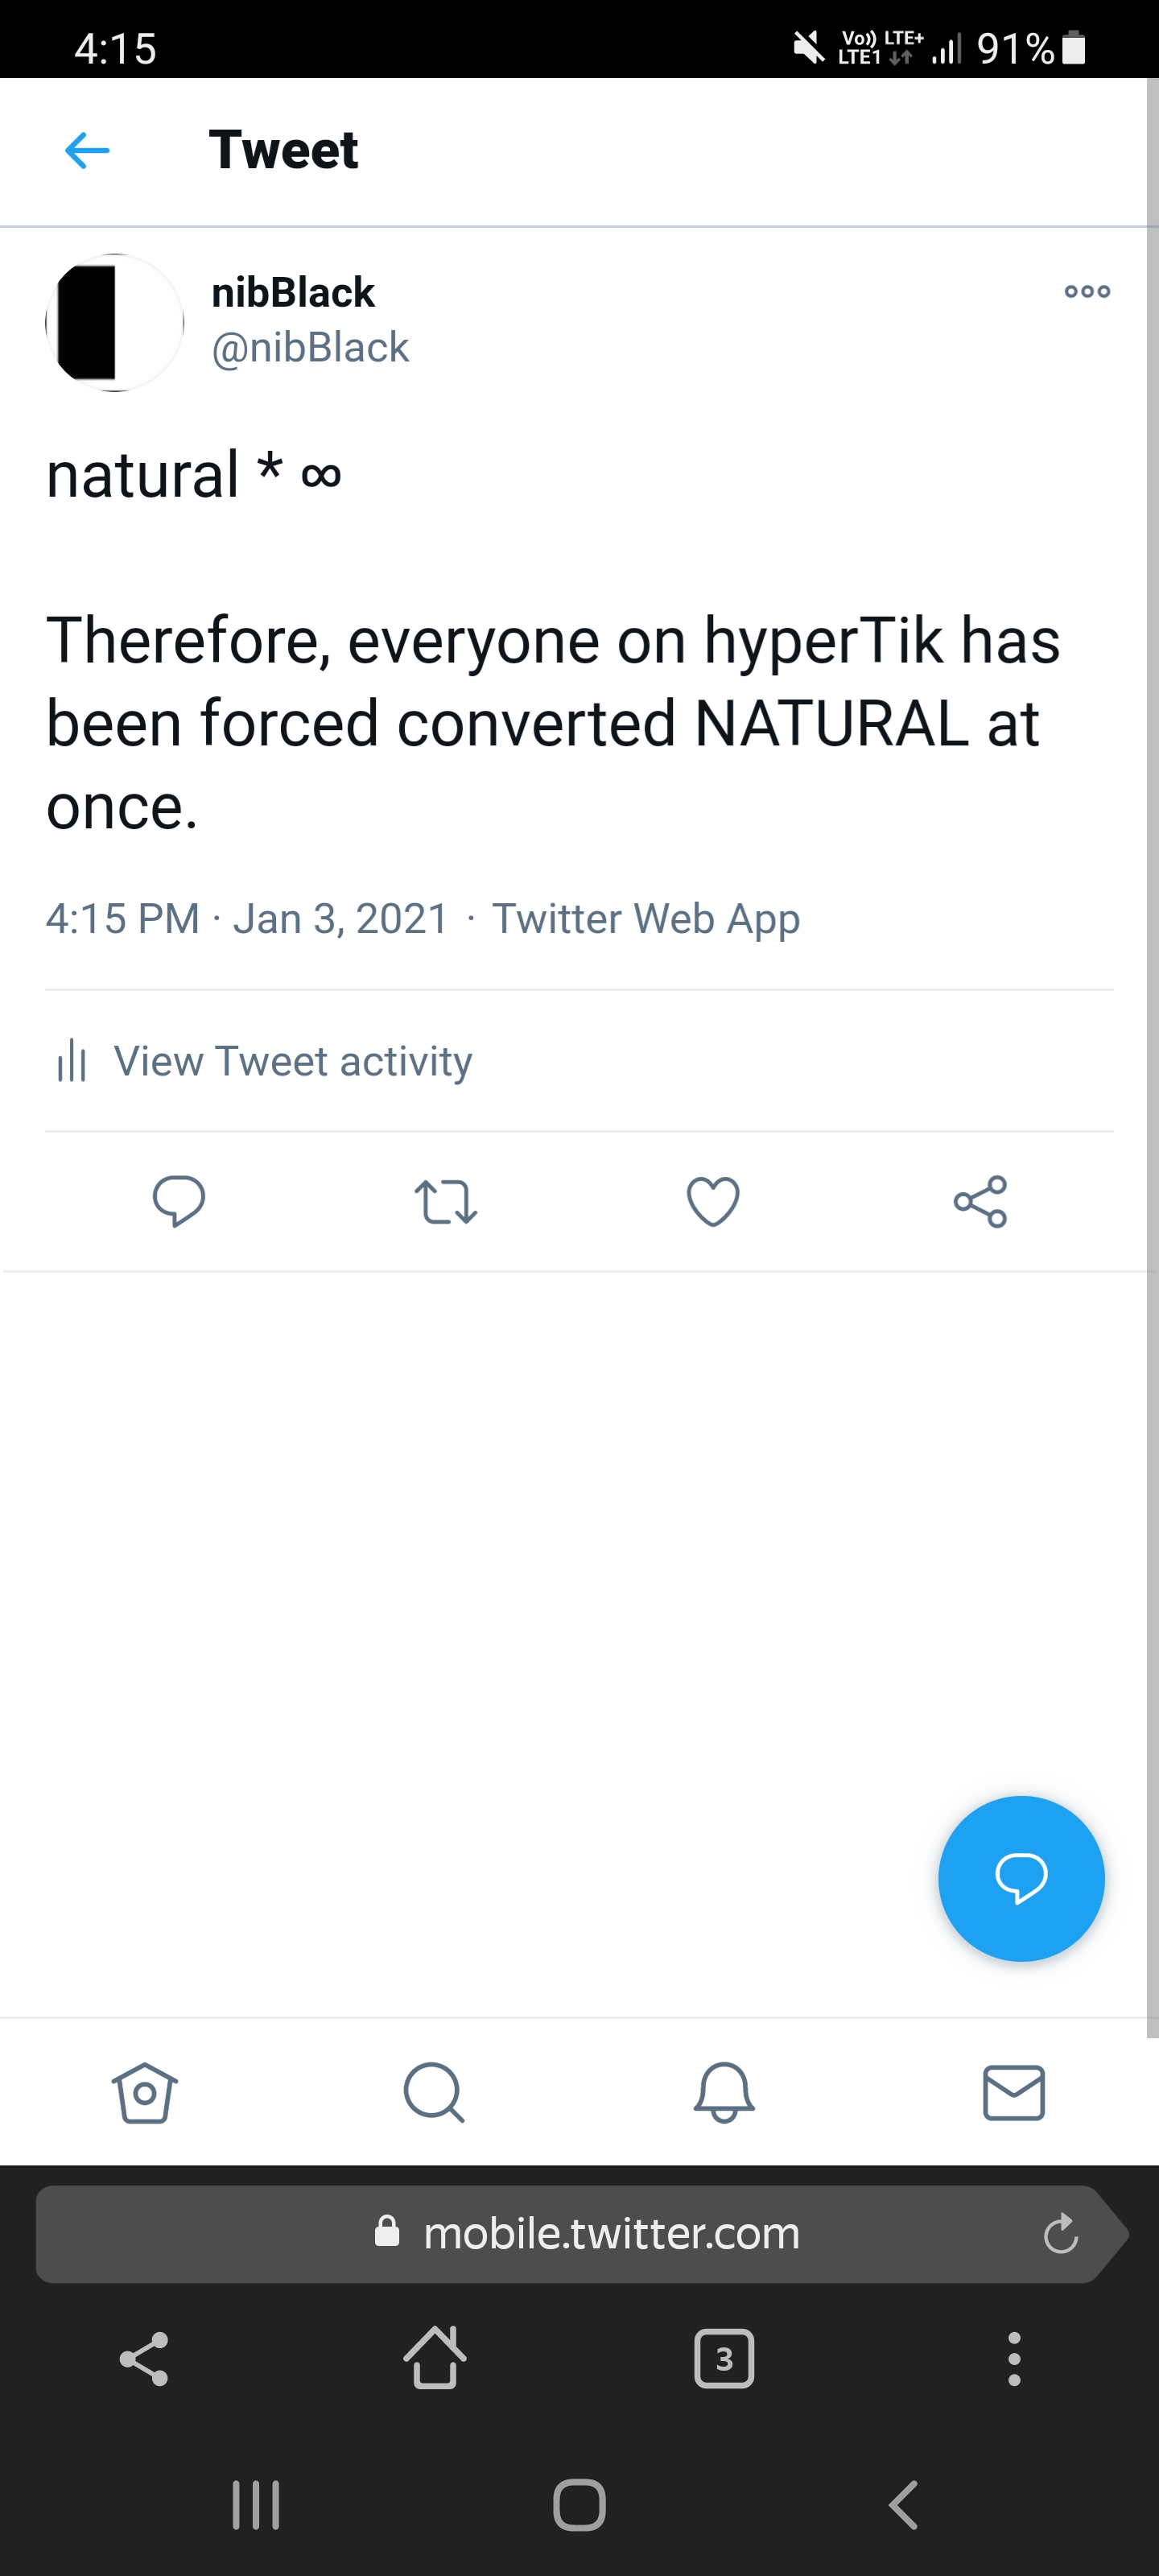 4:15 Vo)) LTE+ LTE1 91%
Tweet
nibBlack
@nibBlack
natural * ∞
Therefore, everyone on hyperTik has
been forced converted NATURAL at
once.
4:15 PM · Jan 3, 2021 · Twitter Web App
View Tweet activity
mobile.twitter.com
3